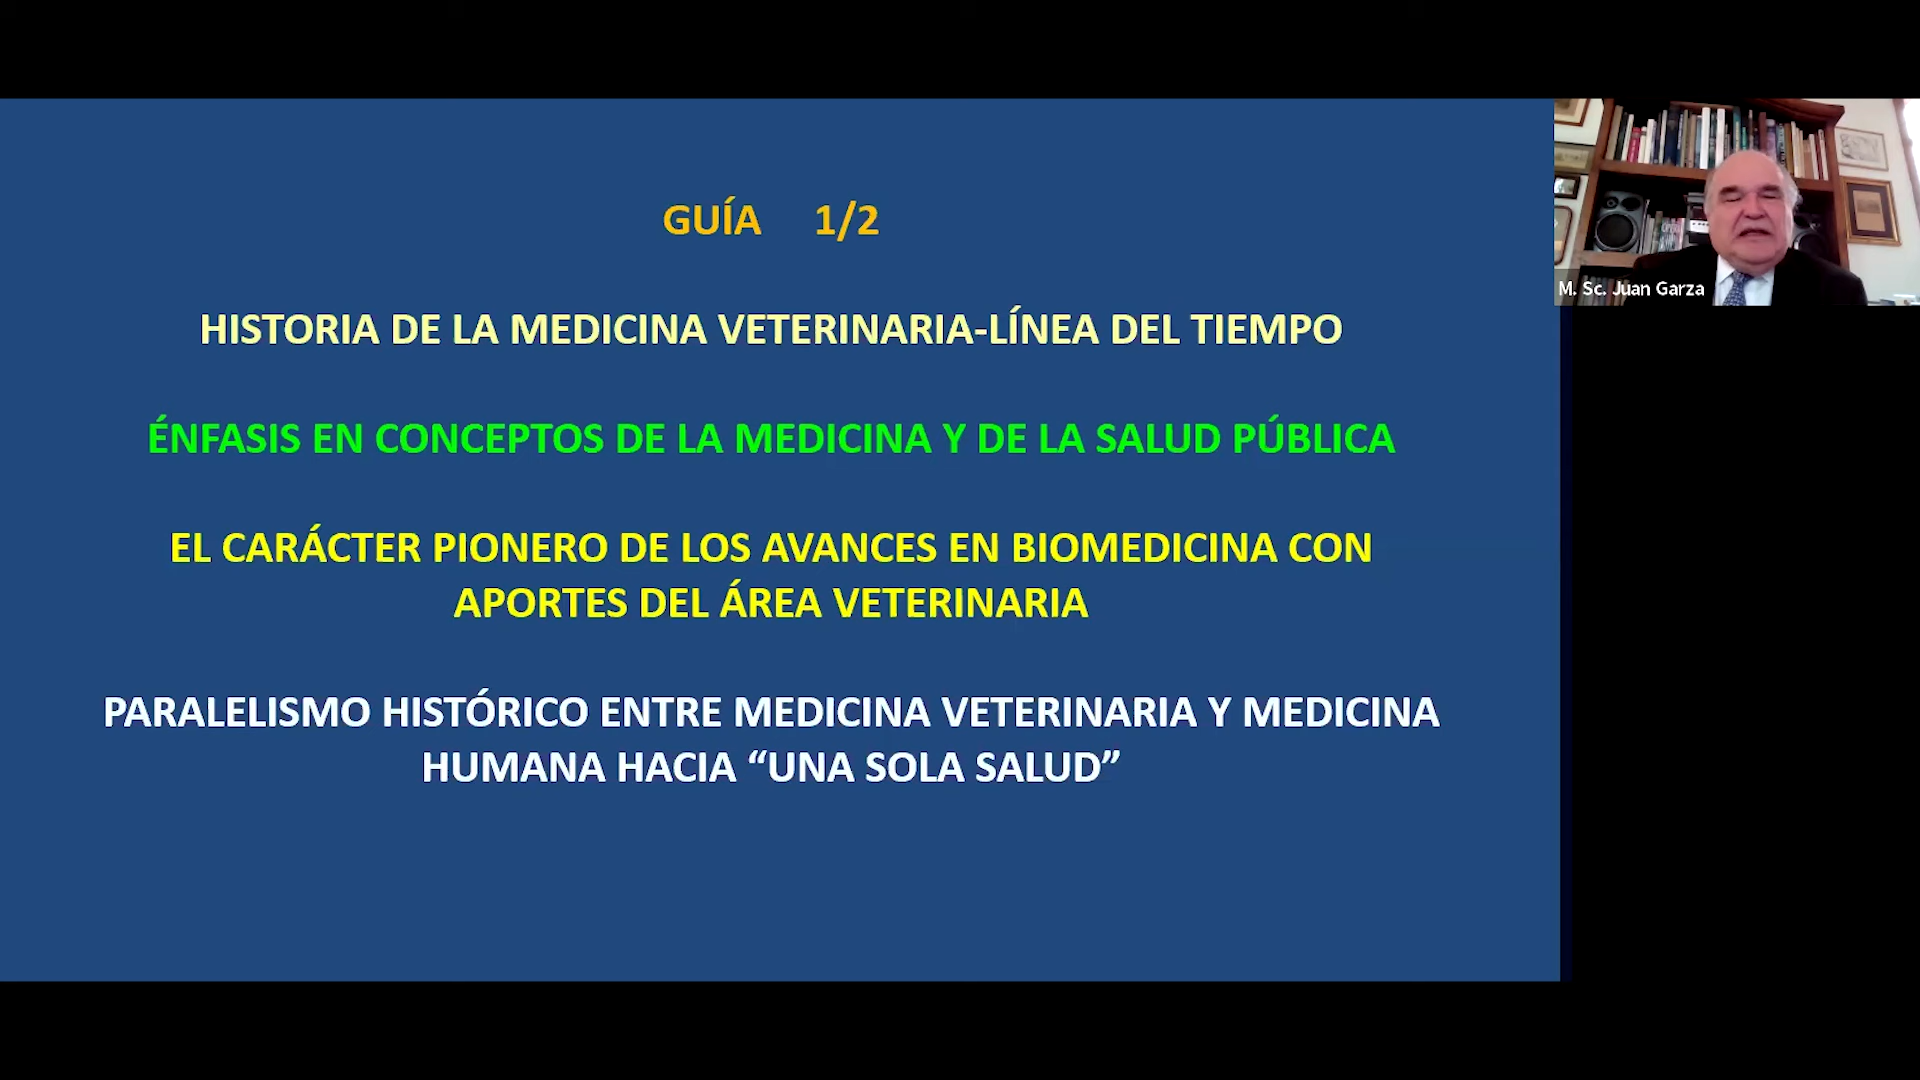 GUÍA 1/2
HISTORIA DE LA MEDICINA VETERINARIA-LÍNEA DEL TIEMPO
ÉNFASIS EN CONCEPTOS DE LA MEDICINA Y DE LA SALUD PÚBLICA
EL CARÁCTER PIONERO DE LOS AVANCES EN BIOMEDICINA CON
APORTES DEL ÁREA VETERINARIA
PARALELISMO HISTÓRICO ENTRE MEDICINA VETERINARIA Y MEDICINA
HUMANA HACIA “UNA SOLA SALUD”
M. Sc. Juan Garza